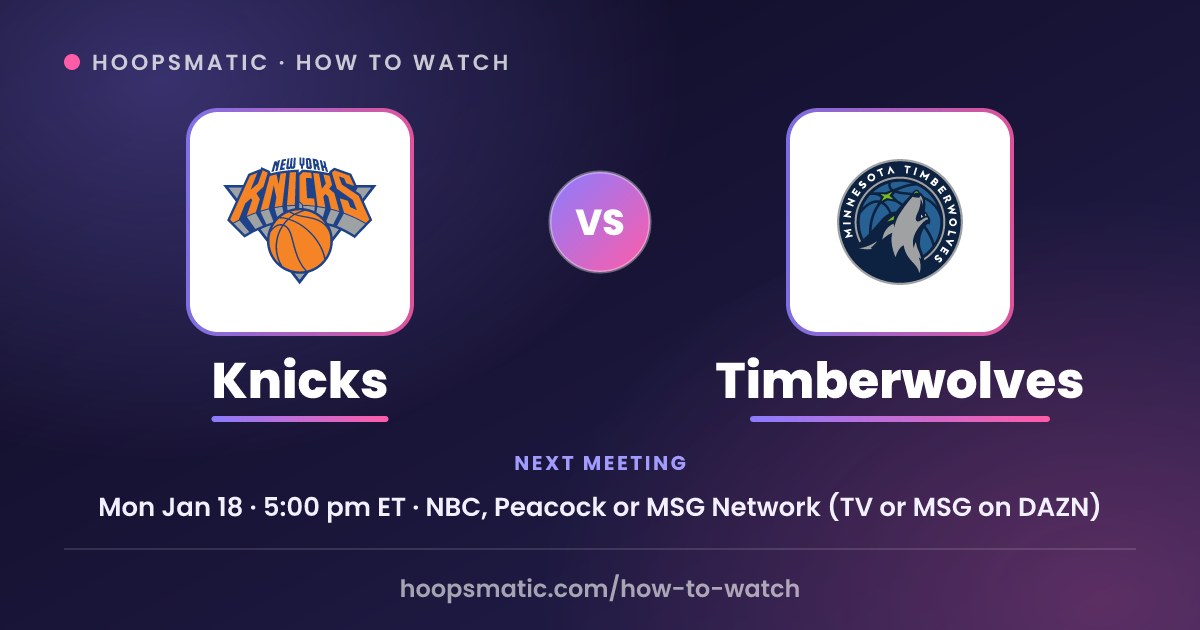 HOOPSMATIC · HOW TO WATCH
NEW YORK
KNICKS
VS
MINNESOTA TIMBERWOLVES
Knicks
Timberwolves
NEXT MEETING
Mon Jan 18 · 5:00 pm ET · NBC, Peacock or MSG Network (TV or MSG on DAZN)
hoopsmatic.com/how-to-watch